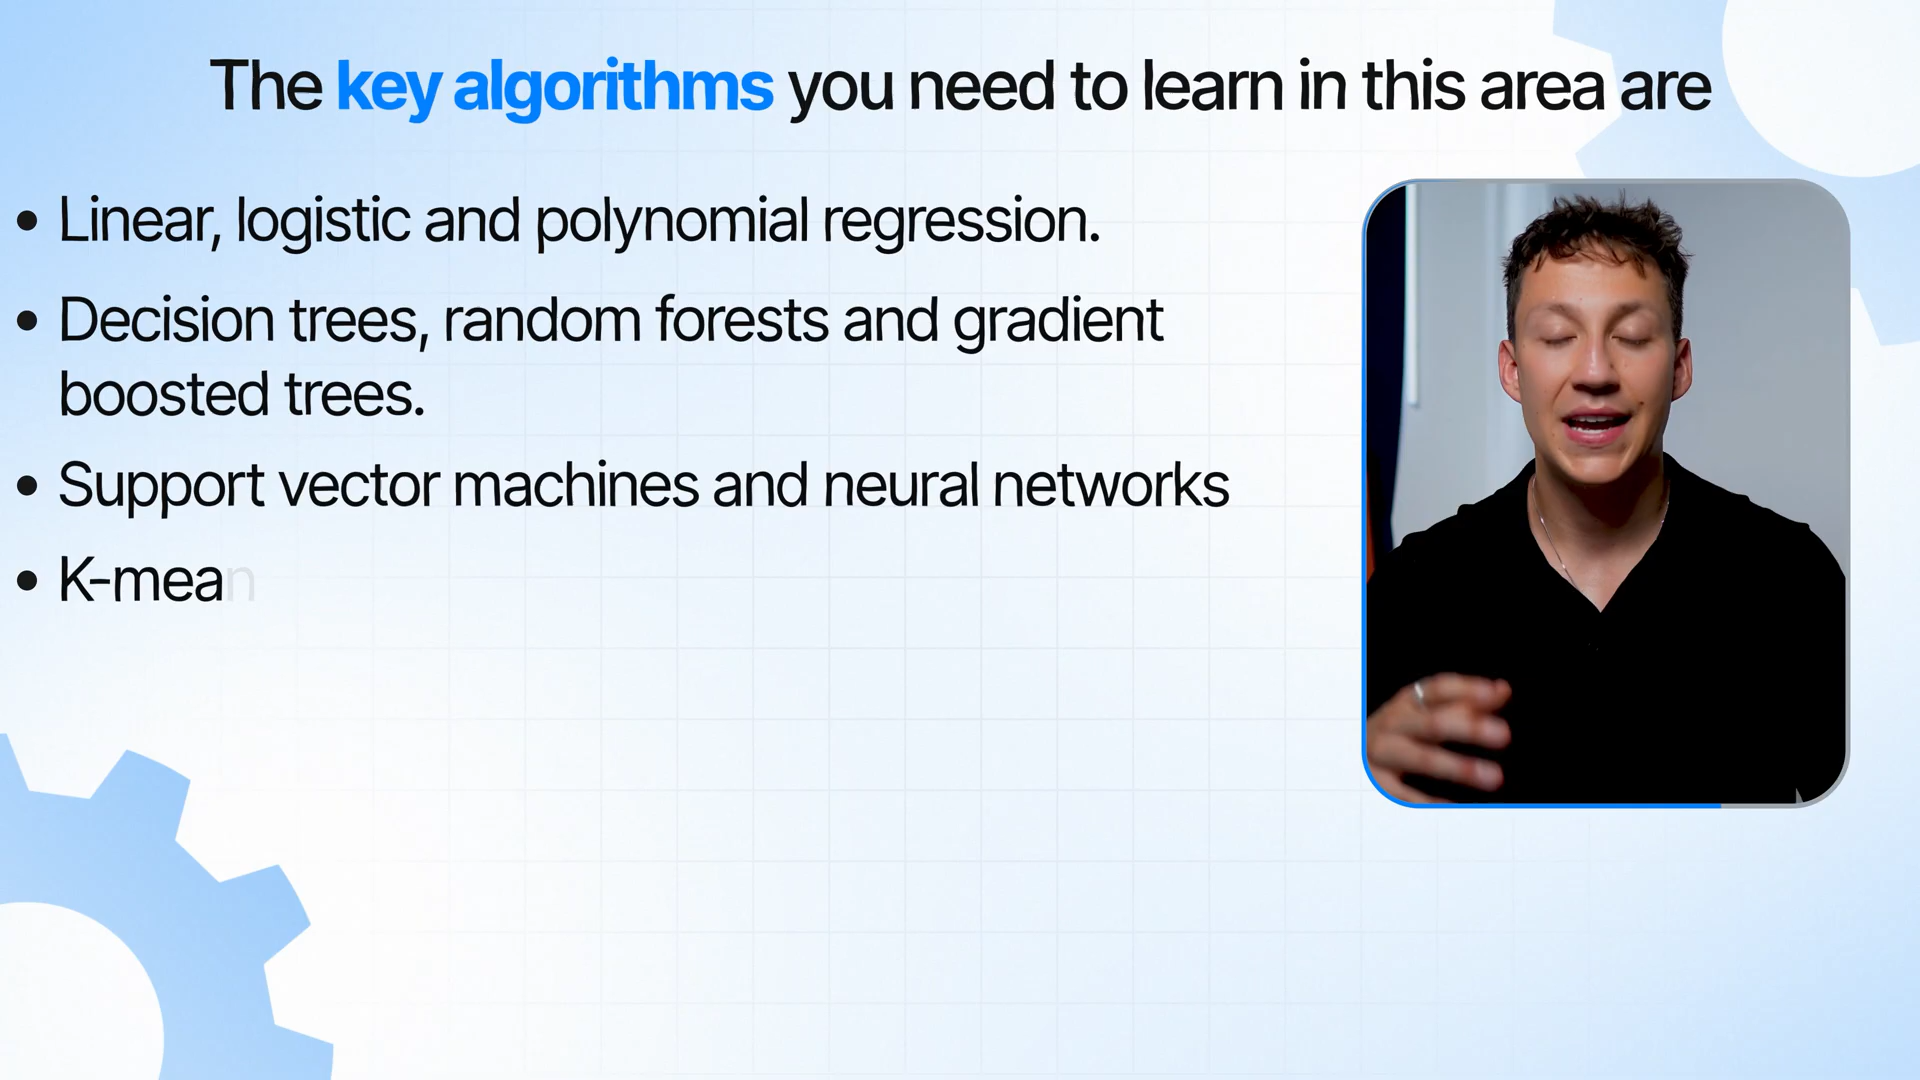 The key algorithms you need to learn in this area are
• Linear, logistic and polynomial regression.
• Decision trees, random forests and gradient
boosted trees.
• Support vector machines and neural networks
• K-mean